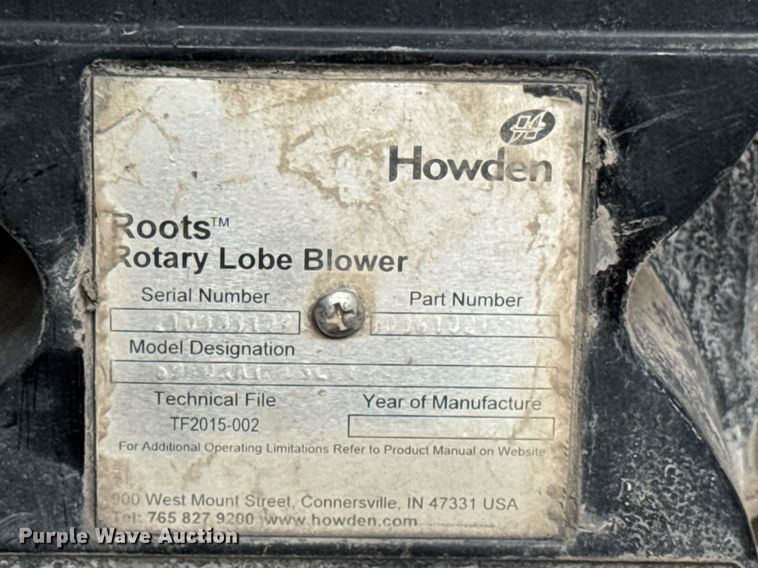 Howden
Roots™
Rotary Lobe Blower
Serial Number Part Number
Model Designation
Technical File Year of Manufacture
TF2015-002
For Additional Operating Limitations Refer to Product Manual on Website
900 West Mount Street, Connersville, IN 47331 USA
Tel: 765 827 9200 www.howden.com
Purple Wave Auction